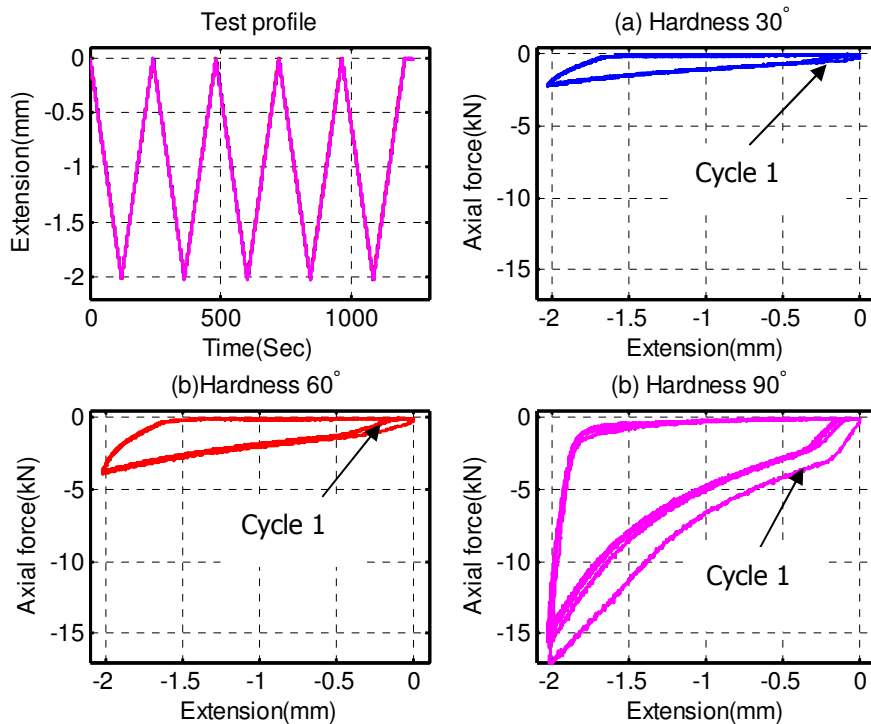 Test profile
0
-0.5
-1
-1.5
-2
Extension(mm)
0 500 1000
Time(Sec)
(a) Hardness 30°
0
-5
-10
-15
Axial force(kN)
Cycle 1
-2 -1.5 -1 -0.5 0
Extension(mm)
(b)Hardness 60°
0
-5
-10
-15
Axial force(kN)
Cycle 1
-2 -1.5 -1 -0.5 0
Extension(mm)
(b) Hardness 90°
0
-5
-10
-15
Axial force(kN)
Cycle 1
-2 -1.5 -1 -0.5 0
Extension(mm)